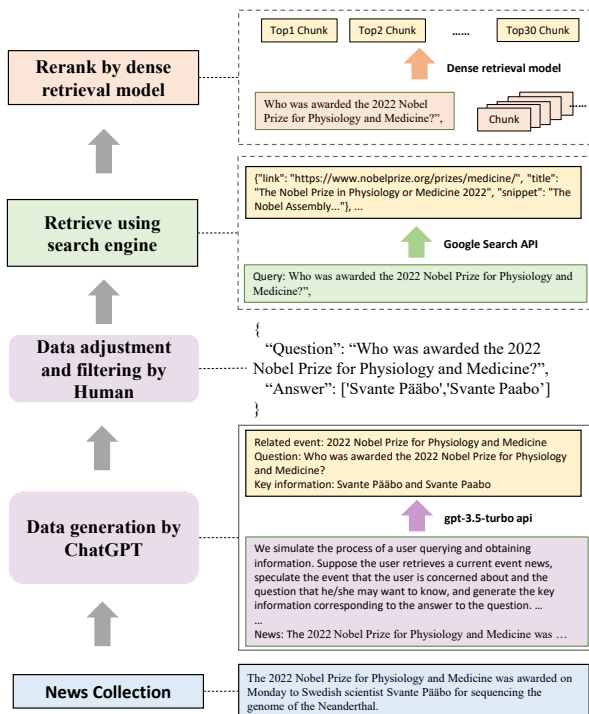 Top1 Chunk
Top2 Chunk
......
Top30 Chunk
Rerank by dense
retrieval model
Dense retrieval model
Who was awarded the 2022 Nobel
Prize for Physiology and Medicine?”,
Chunk
......
{"link": "https://www.nobelprize.org/prizes/medicine/", "title":
"The Nobel Prize in Physiology or Medicine 2022", "snippet": "The
Nobel Assembly..."}, ...
Retrieve using
search engine
Google Search API
Query: Who was awarded the 2022 Nobel Prize for Physiology and
Medicine?”,
Data adjustment
and filtering by
Human
{
“Question”: “Who was awarded the 2022
Nobel Prize for Physiology and Medicine?”,
“Answer”: ['Svante Pääbo','Svante Paabo’]
}
Related event: 2022 Nobel Prize for Physiology and Medicine
Question: Who was awarded the 2022 Nobel Prize for Physiology
and Medicine?
Key information: Svante Pääbo and Svante Paabo
Data generation by
ChatGPT
gpt-3.5-turbo api
We simulate the process of a user querying and obtaining
information. Suppose the user retrieves a current event news,
speculate the event that the user is concerned about and the
question that he/she may want to know, and generate the key
information corresponding to the answer to the question. ...
...
News: The 2022 Nobel Prize for Physiology and Medicine was …
News Collection
The 2022 Nobel Prize for Physiology and Medicine was awarded on
Monday to Swedish scientist Svante Pääbo for sequencing the
genome of the Neanderthal.